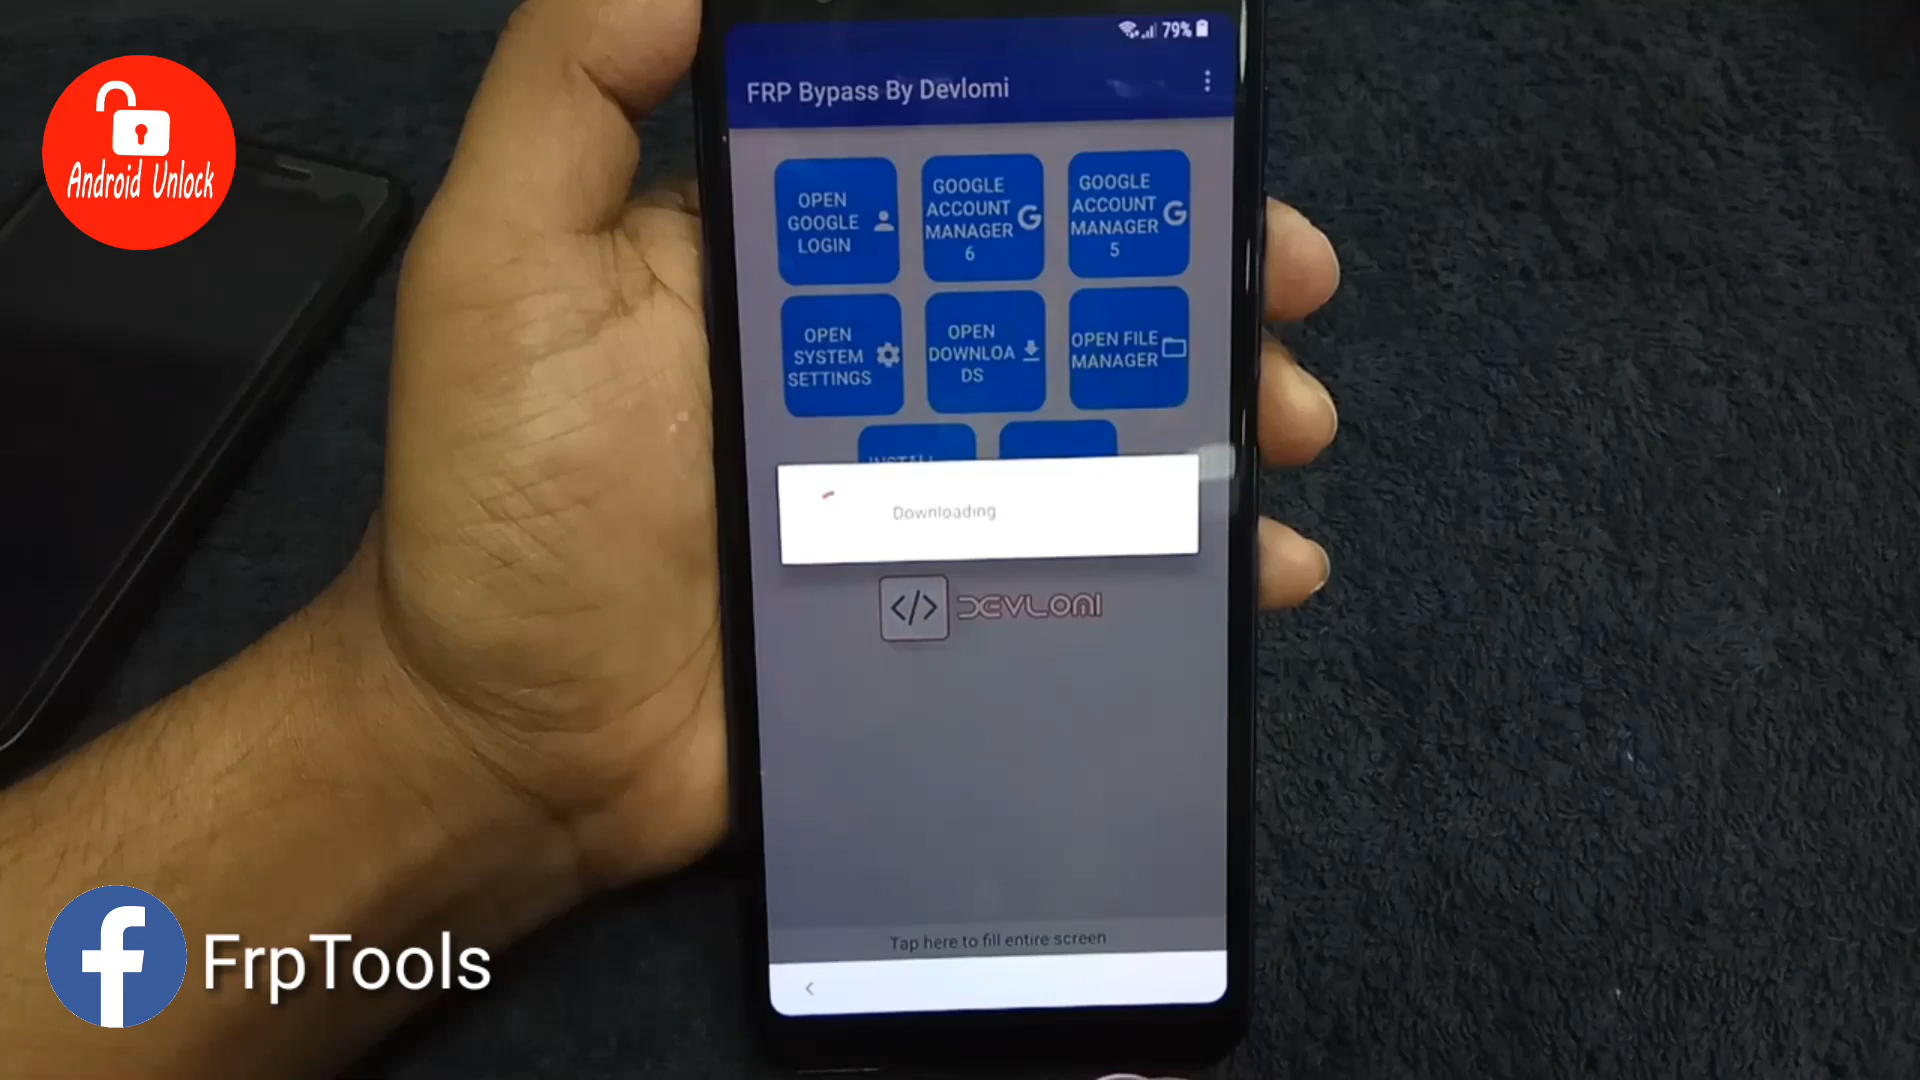 79%
FRP Bypass By Devlomi
Android Unlock
OPEN
GOOGLE
LOGIN
GOOGLE
ACCOUNT
MANAGER
6
GOOGLE
ACCOUNT
MANAGER
5
OPEN
SYSTEM
SETTINGS
OPEN
DOWNLOA
DS
OPEN FILE
MANAGER
Downloading
DEVLOMI
Tap here to fill entire screen
FrpTools